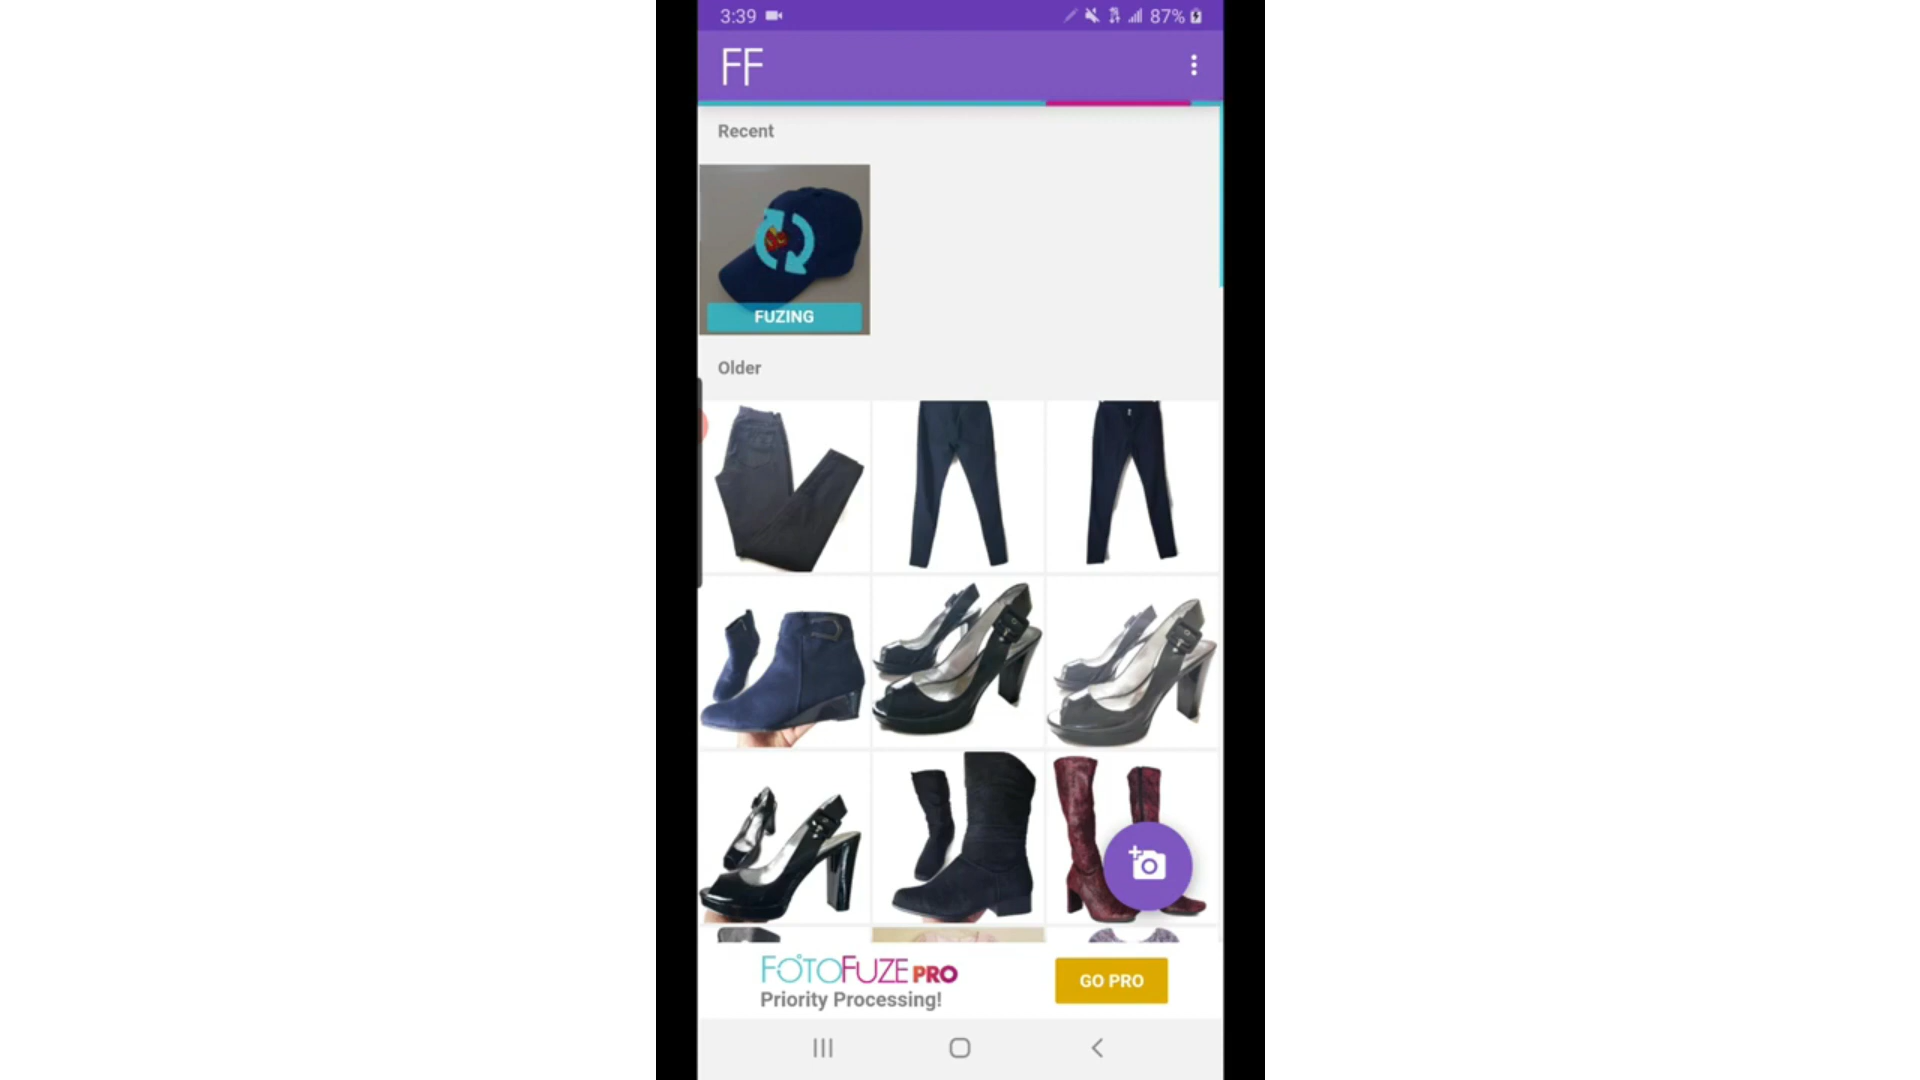 3:39
87%
FF
Recent
FUZING
Older
FOTOFUZE PRO
Priority Processing!
GO PRO